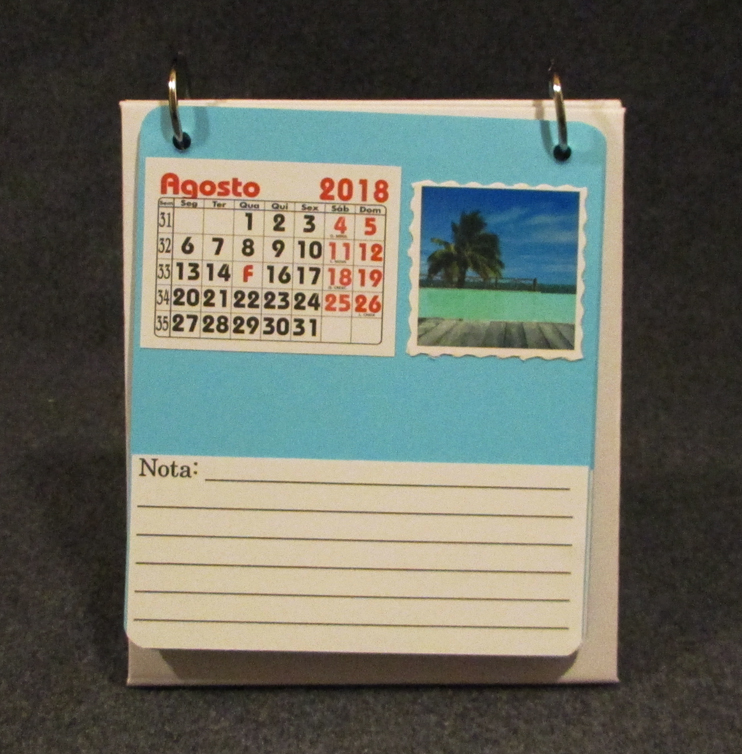 Agosto 2018
Sem Seg Ter Qua Qui Sex Sáb Dom
31 1 2 3 4 5
32 6 7 8 9 10 11 12
33 13 14 F 16 17 18 19
34 20 21 22 23 24 25 26
35 27 28 29 30 31
Nota: